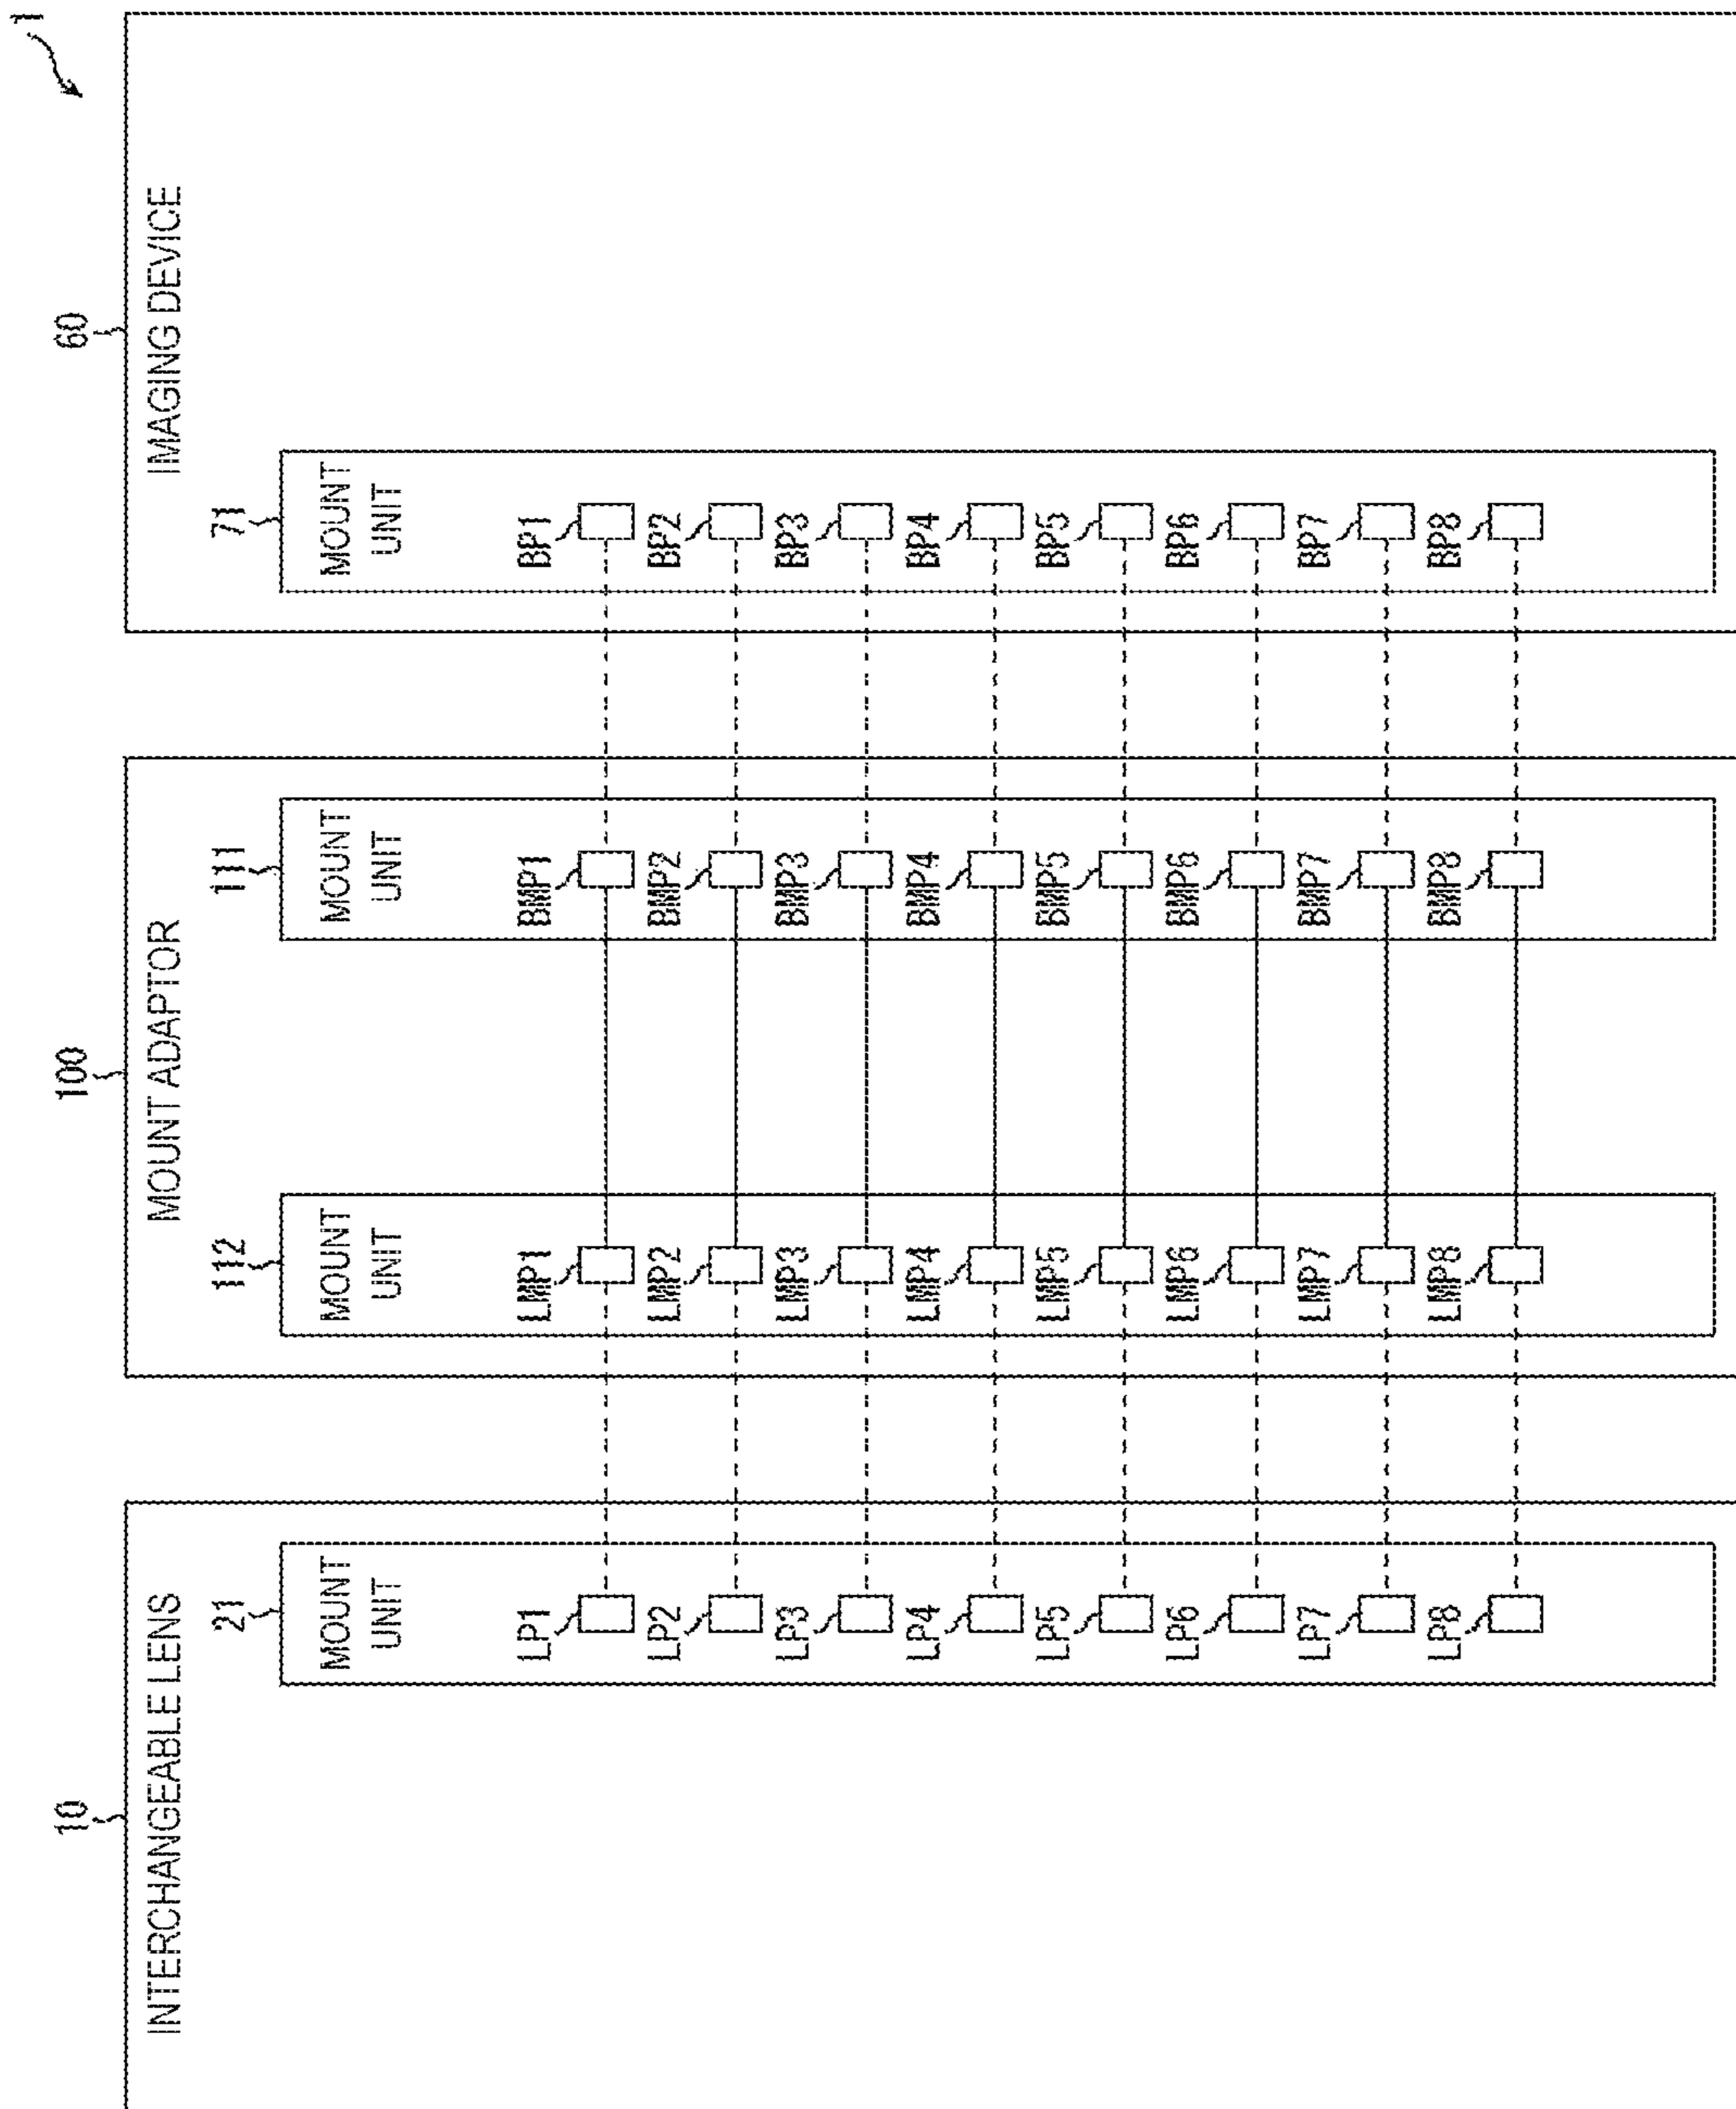 1
10
100
60
INTERCHANGEABLE LENS
MOUNT ADAPTOR
IMAGING DEVICE
21
112
111
71
MOUNT
UNIT
MOUNT
UNIT
MOUNT
UNIT
MOUNT
UNIT
LP1
LMP1
BMP1
BP1
LP2
LMP2
BMP2
BP2
LP3
LMP3
BMP3
BP3
LP4
LMP4
BMP4
BP4
LP5
LMP5
BMP5
BP5
LP6
LMP6
BMP6
BP6
LP7
LMP7
BMP7
BP7
LP8
LMP8
BMP8
BP8